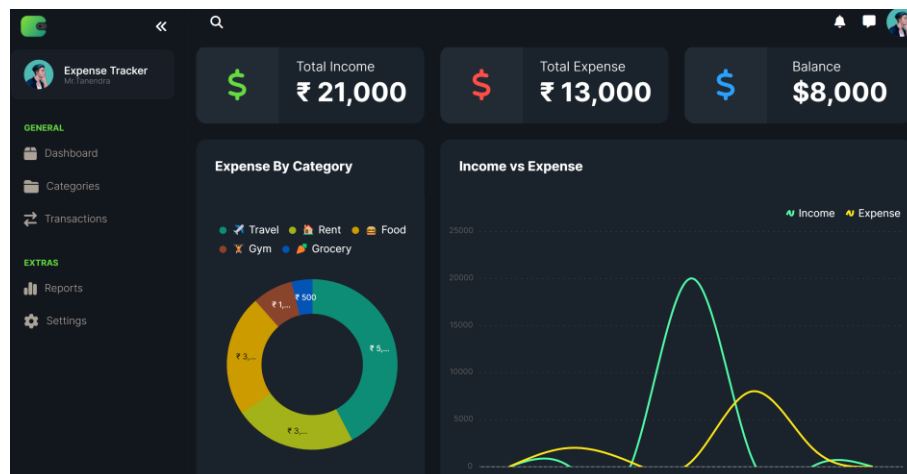 Expense Tracker
Mr.Tanendra
GENERAL
Dashboard
Categories
Transactions
EXTRAS
Reports
Settings
Total Income
₹ 21,000
Total Expense
₹ 13,000
Balance
$8,000
Expense By Category
Travel Rent Food
Gym Grocery
₹ 500
₹ 1,...
₹ 5,...
₹ 3,...
₹ 3,...
Income vs Expense
Income Expense
25000
20000
15000
10000
5000
0